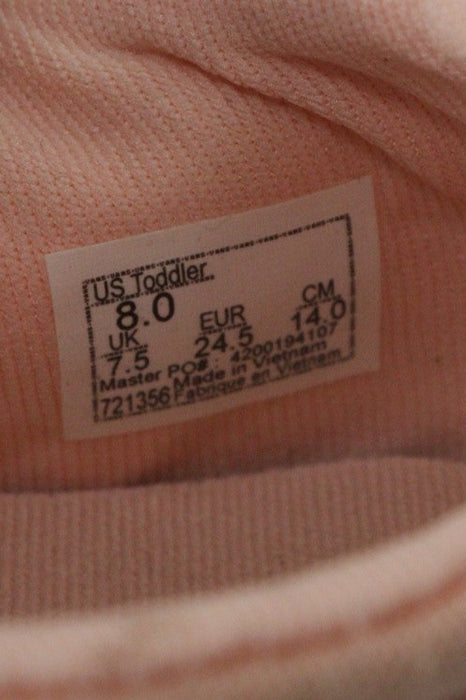 US Toddler.
8.0
UK EUR CM
7.5 24.5 14.0
Master PO#: 4200194107
Made in Vietnam
721356 Fabrique en Vietnam